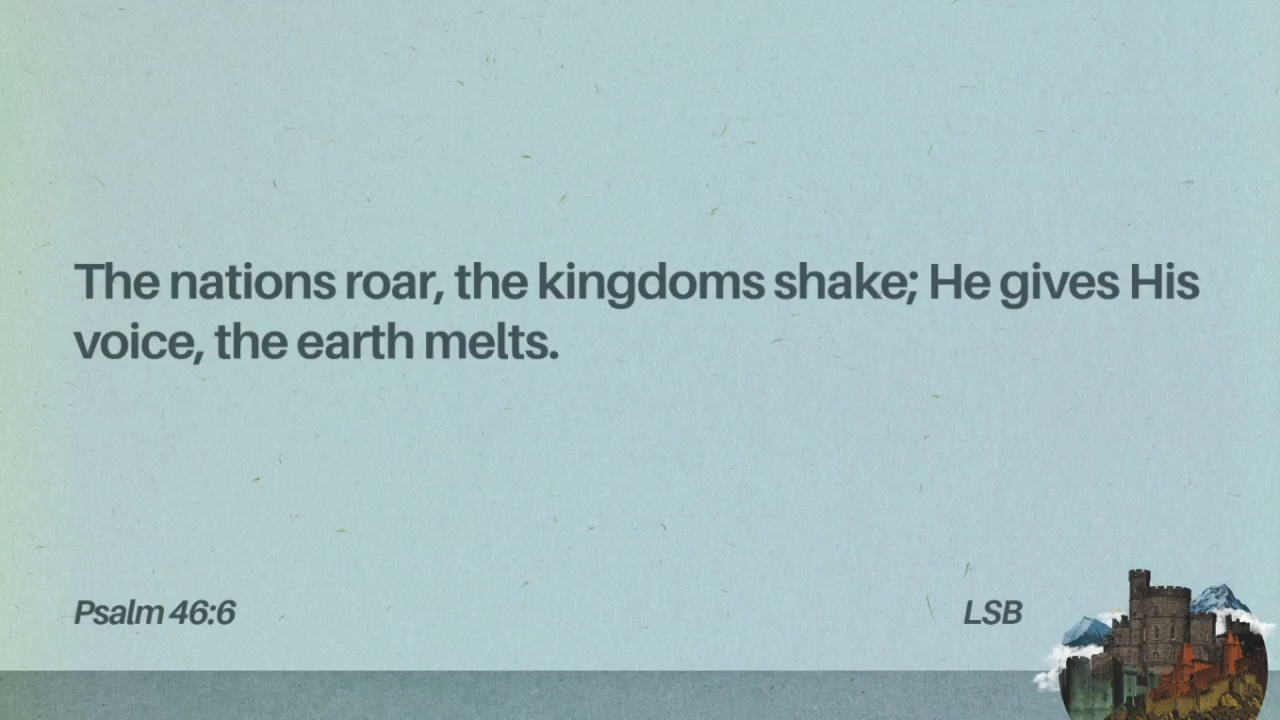 The nations roar, the kingdoms shake; He gives His
voice, the earth melts.
Psalm 46:6
LSB